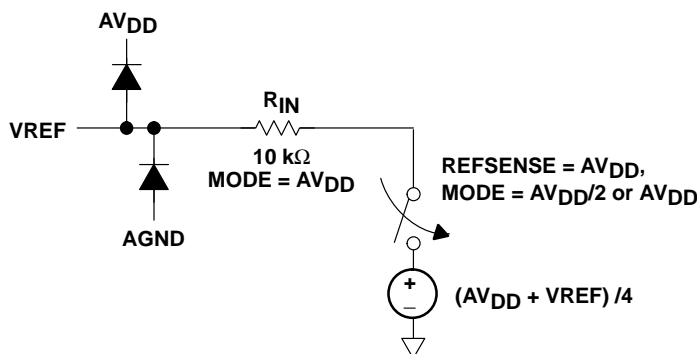 AVDD
RIN
VREF
10 kΩ
MODE = AVDD
REFSENSE = AVDD,
MODE = AVDD/2 or AVDD
AGND
+
−
(AVDD + VREF) /4